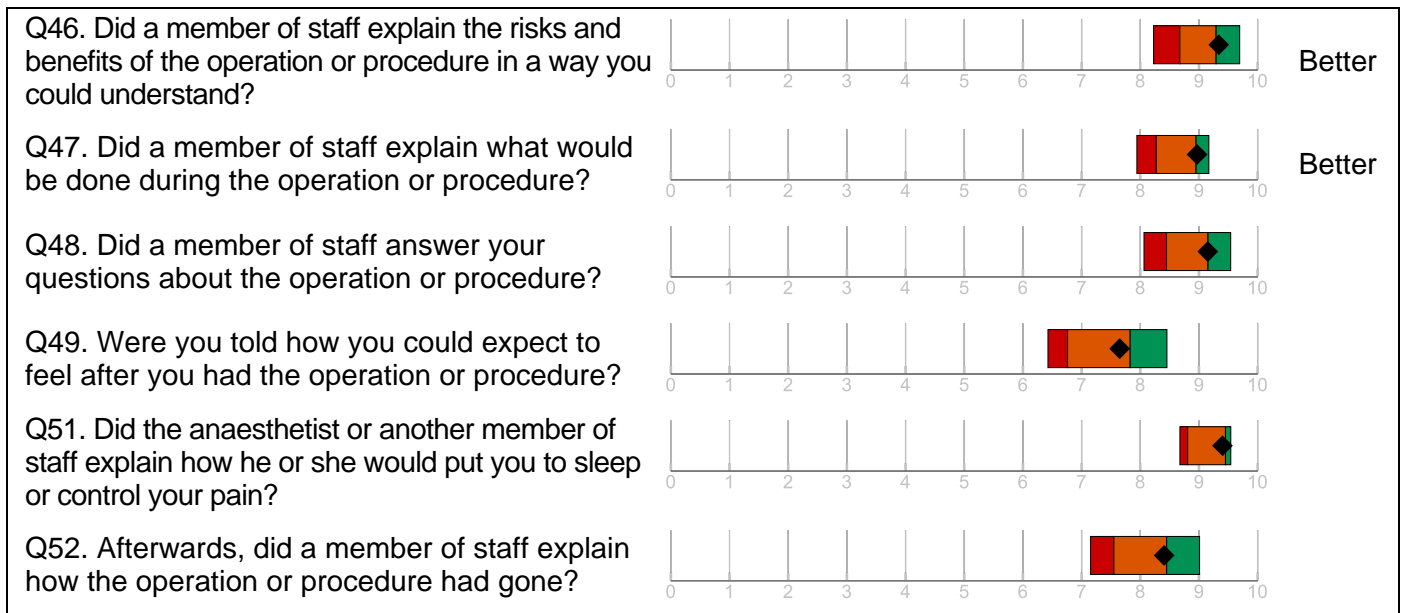 Q46. Did a member of staff explain the risks and
benefits of the operation or procedure in a way you
could understand?
0 1 2 3 4 5 6 7 8 9 10
Better
Q47. Did a member of staff explain what would
be done during the operation or procedure?
0 1 2 3 4 5 6 7 8 9 10
Better
Q48. Did a member of staff answer your
questions about the operation or procedure?
0 1 2 3 4 5 6 7 8 9 10
Q49. Were you told how you could expect to
feel after you had the operation or procedure?
0 1 2 3 4 5 6 7 8 9 10
Q51. Did the anaesthetist or another member of
staff explain how he or she would put you to sleep
or control your pain?
0 1 2 3 4 5 6 7 8 9 10
Q52. Afterwards, did a member of staff explain
how the operation or procedure had gone?
0 1 2 3 4 5 6 7 8 9 10